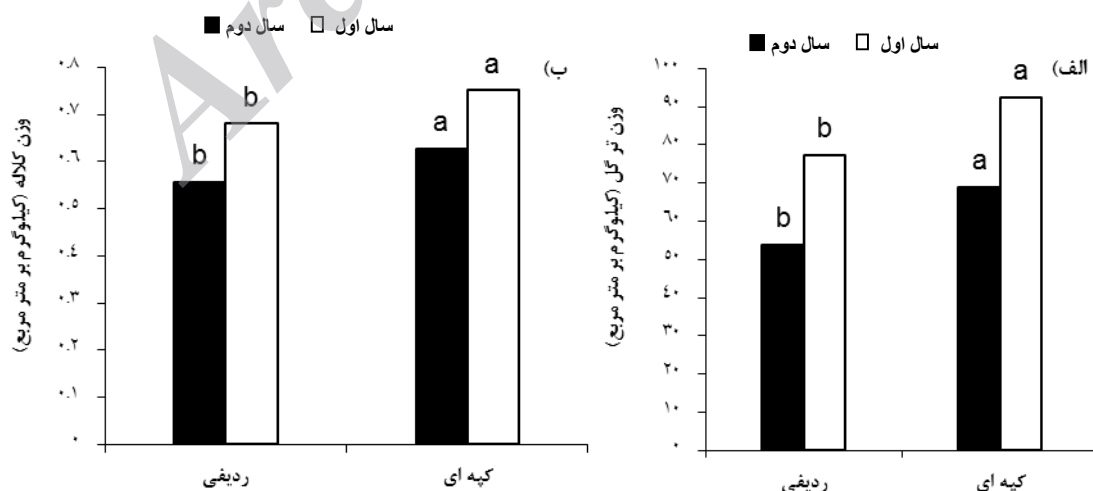 سال دوم سال اول
الف)
وزن تر گل (کیلوگرم بر متر مربع)
۱۰۰
۹۰
۸۰
۷۰
۶۰
۵۰
۴۰
۳۰
۲۰
۱۰
۰
b
b
a
a
ردیفی
کپه ای
سال دوم سال اول
ب)
وزن کلاله (کیلوگرم بر متر مربع)
۰.۸
۰.۷
۰.۶
۰.۵
۰.۴
۰.۳
۰.۲
۰.۱
۰
b
b
a
a
ردیفی
کپه ای